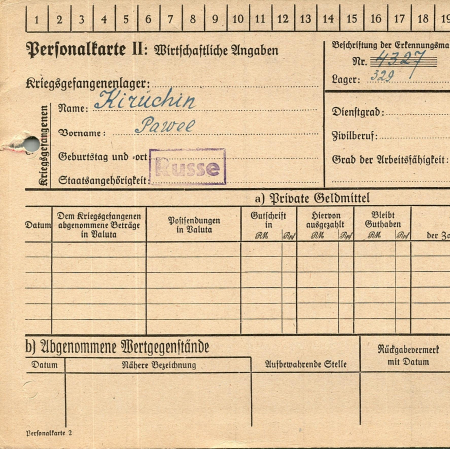 1 2 3 4 5 6 7 8 9 10 11 12 13 14 15 16 17 18 19
Personalkarte II: Wirtschaftliche Angaben
Beschriftung der Erkennungsma
Nr. 4327
Lager: 329
Kriegsgefangenenlager:
Kriegsgefangenen
Name: Kiruchin
Vorname: Pawel
Geburtstag und -ort:
Staatsangehörigkeit: Russe
Dienstgrad:
Zivilberuf:
Grad der Arbeitsfähigkeit:
a) Private Geldmittel
Datum
Dem Kriegsgefangenen abgenommene Beträge in Valuta
Postsendungen in Valuta
Gutschrift in
RM Rpf
Hiervon ausgezahlt
RM Rpf
Bleibt Guthaben
RM Rpf
der Za
b) Abgenommene Wertgegenstände
Datum
Nähere Bezeichnung
Aufbewahrende Stelle
Rückgabevermerk mit Datum
Personalkarte 2